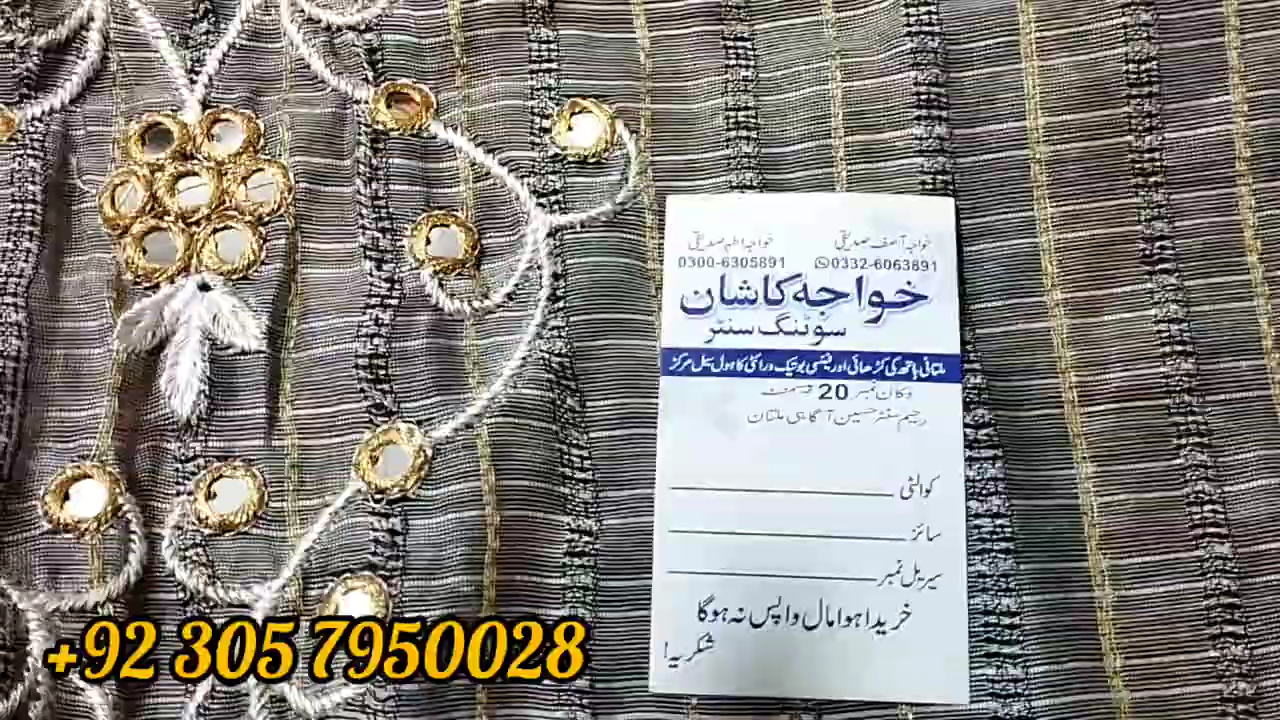 خواجہ آصف صدیقی خواجہ اطہر صدیقی
0332-6063891 0300-6305891
خواجہ کاشان
سوٹنگ سنٹر
ملتانی ہاتھ کی کڑھائی اور فینسی بوتیک ورائٹی کا ہول سیل مرکز
دکان نمبر 20 بیسمنٹ
رحیم سنٹر حسین آگاہی ملتان
کوالٹی
سائز
سیریل نمبر
خریدا ہوا مال واپس نہ ہوگا
شکریہ!
+92 305 7950028